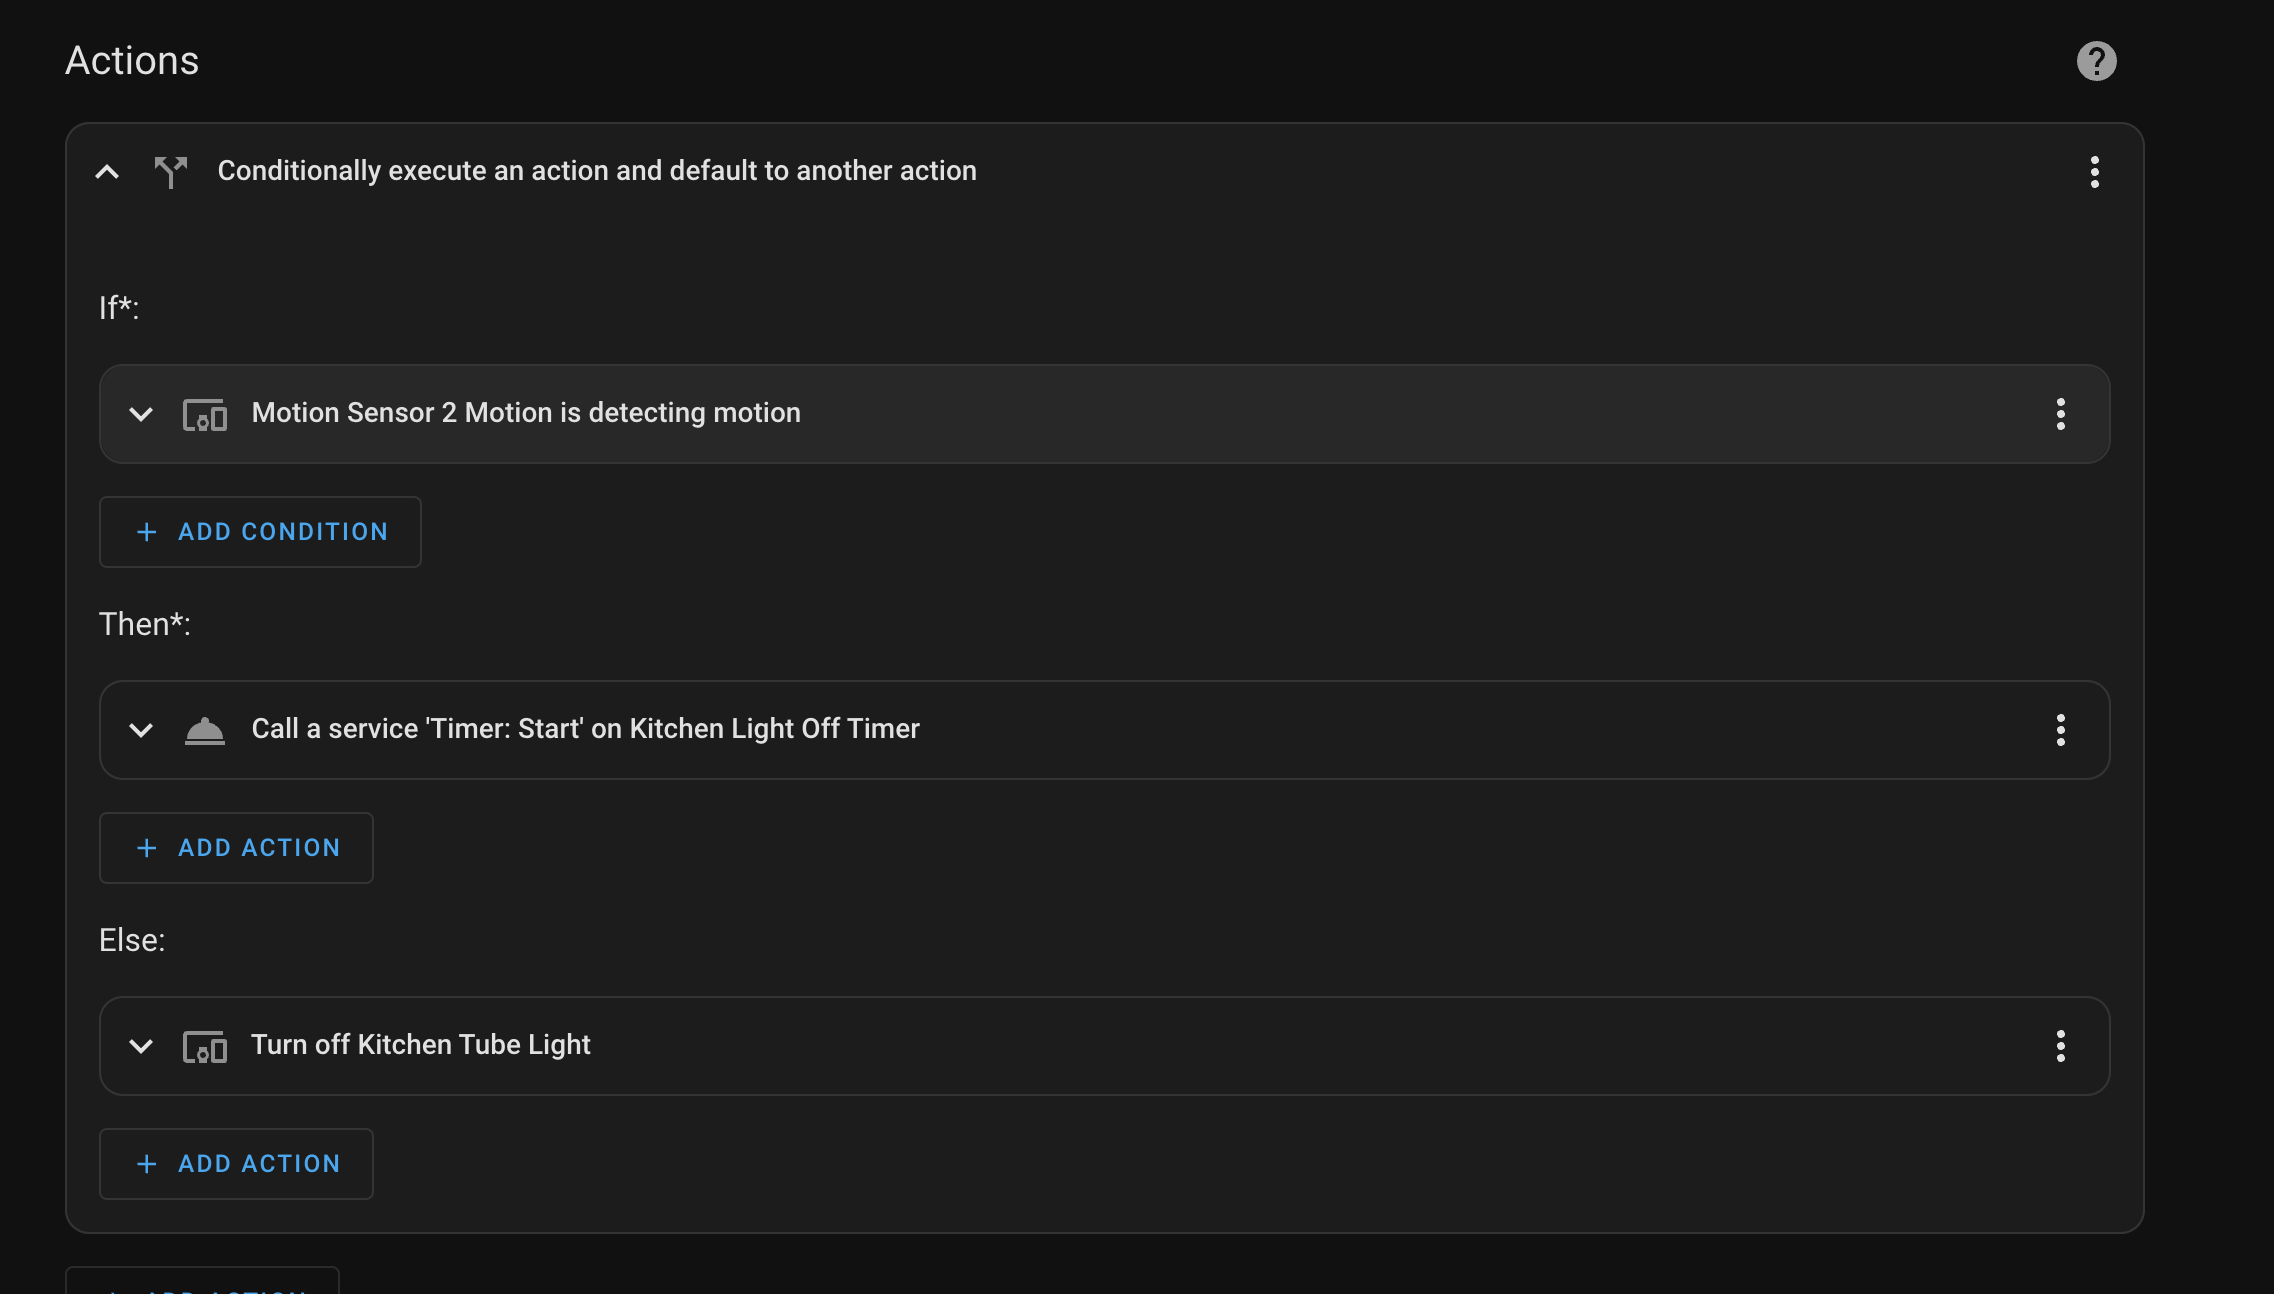 Actions
Conditionally execute an action and default to another action
If*:
Motion Sensor 2 Motion is detecting motion
+ ADD CONDITION
Then*:
Call a service 'Timer: Start' on Kitchen Light Off Timer
+ ADD ACTION
Else:
Turn off Kitchen Tube Light
+ ADD ACTION
+ ADD ACTION